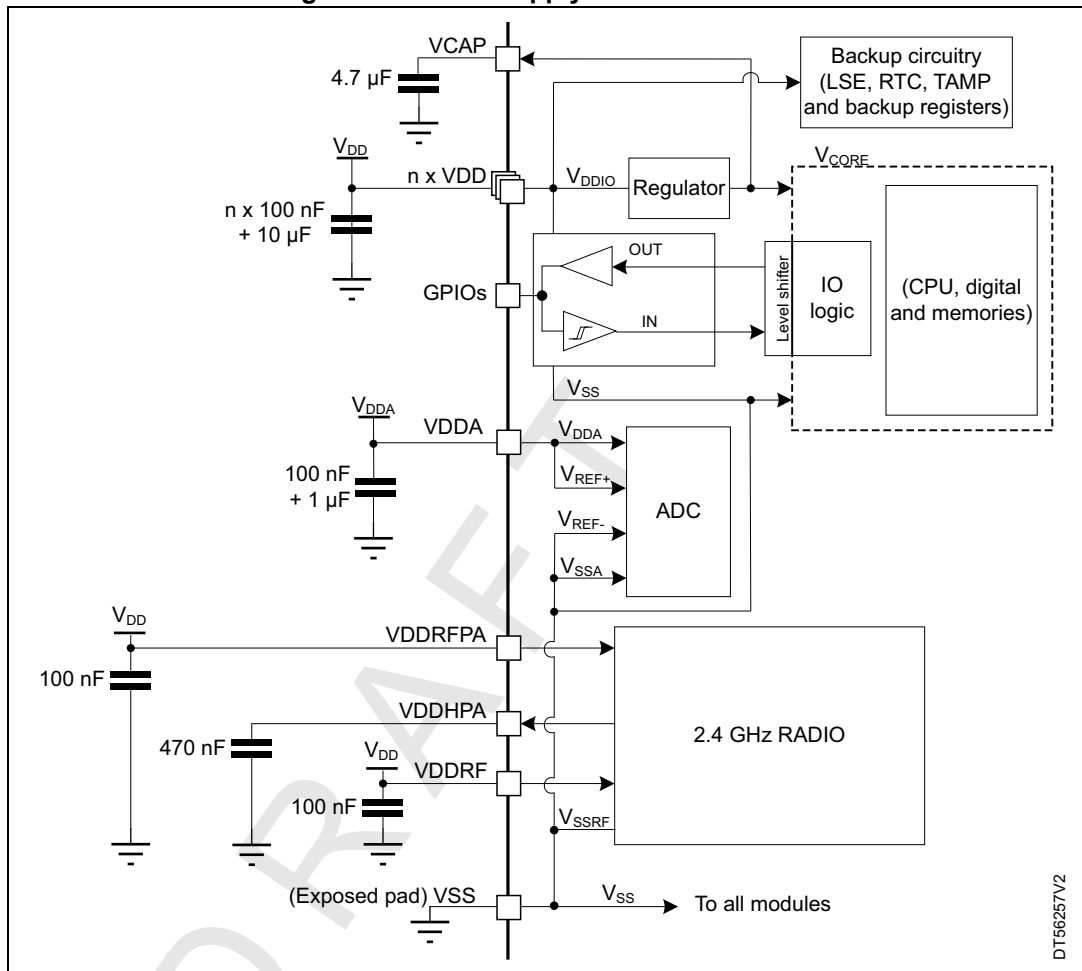 VCAP
4.7 µF
Backup circuitry
(LSE, RTC, TAMP
and backup registers)
VDD
n x VDD
VDDIO
Regulator
VCORE
n x 100 nF
+ 10 µF
OUT
GPIOs
IN
Level shifter
IO
logic
(CPU, digital
and memories)
VSS
VDDA
VDDA
VDDA
VREF+
100 nF
+ 1 µF
ADC
VREF-
VSSA
VDD
VDDRFPA
100 nF
VDDHPA
470 nF
2.4 GHz RADIO
VDD
VDDRF
100 nF
VSSRF
(Exposed pad) VSS
VSS
To all modules
DT56257V2
DRAFT